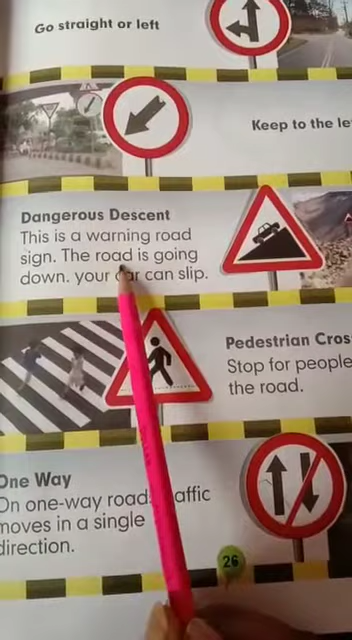 Go straight or left
Keep to the le
Dangerous Descent
This is a warning road
sign. The road is going
down. your car can slip.
Pedestrian Cros
Stop for people
the road.
One Way
On one-way road affic
moves in a single
direction.
26